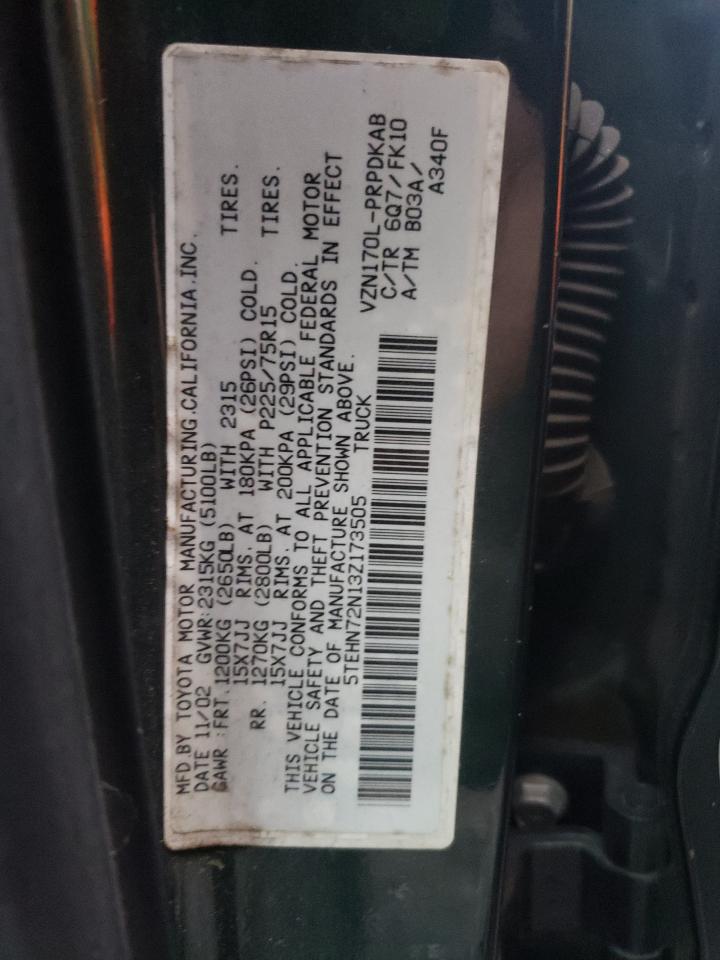 MFD.BY TOYOTA MOTOR MANUFACTURING.CALIFORNIA.INC.
DATE 11/02 GVWR:2315KG (5100LB)
GAWR :FRT.1200KG (2650LB) WITH 2315 TIRES.
15X7JJ RIMS. AT 180KPA (26PSI) COLD.
RR. 1270KG (2800LB) WITH P225/75R15 TIRES.
15X7JJ RIMS. AT 200KPA (29PSI) COLD.
THIS VEHICLE CONFORMS TO ALL APPLICABLE FEDERAL MOTOR
VEHICLE SAFETY AND THEFT PREVENTION STANDARDS IN EFFECT
ON THE DATE OF MANUFACTURE SHOWN ABOVE.
5TEHN72N13Z173505 TRUCK
VZN170L-PRPDKAB
C/TR 6Q7/FK10
A/TM B03A/
A340F